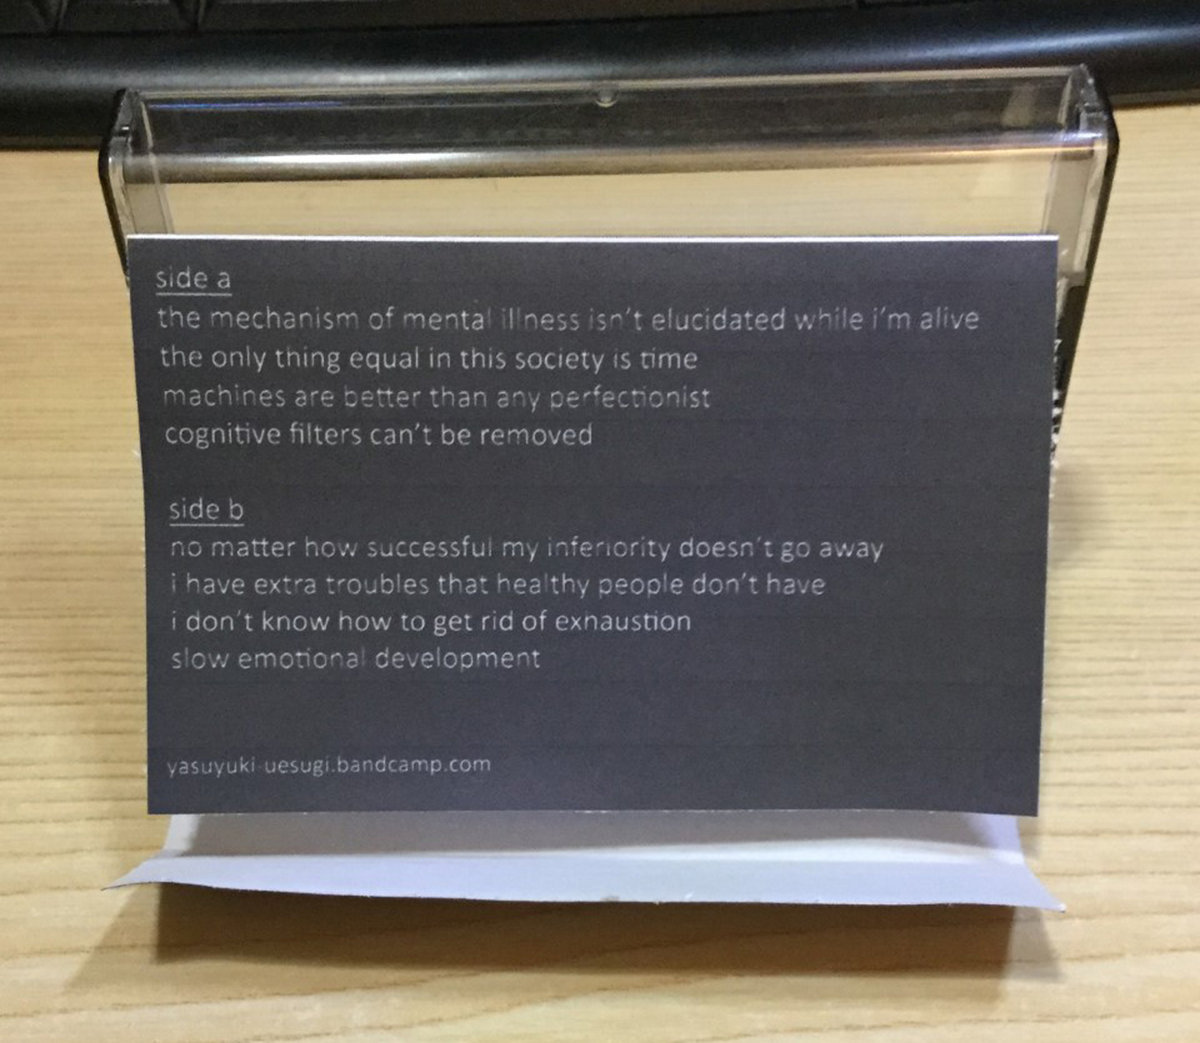 side a
the mechanism of mental illness isn't elucidated while i'm alive
the only thing equal in this society is time
machines are better than any perfectionist
cognitive filters can't be removed
side b
no matter how successful my inferiority doesn't go away
i have extra troubles that healthy people don't have
i don't know how to get rid of exhaustion
slow emotional development
yasuyuki-uesugi.bandcamp.com